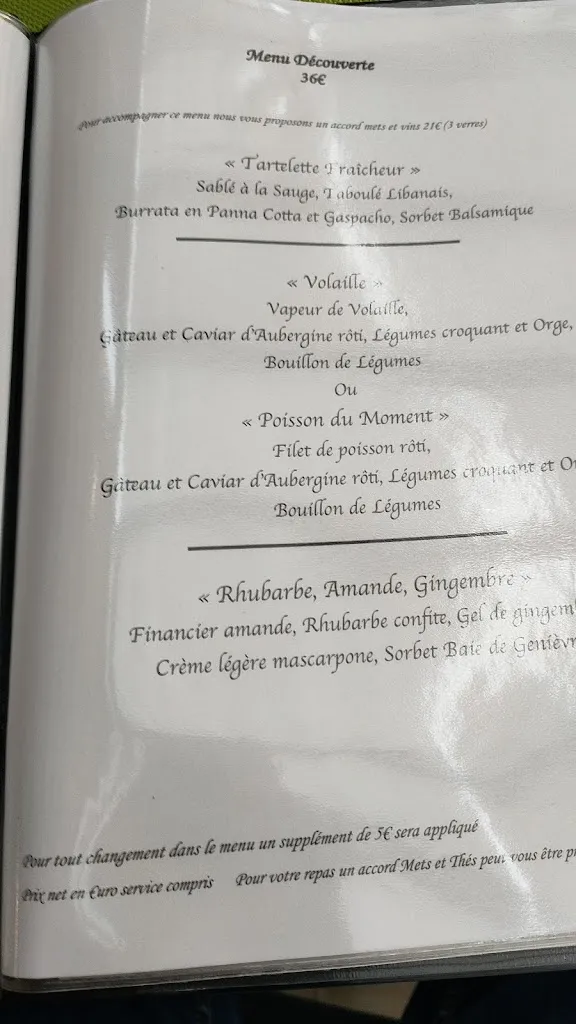 Menu Découverte
36€
Pour accompagner ce menu nous vous proposons un accord mets et vins 21€ (3 verres)
« Tartelette Fraîcheur »
Sablé à la Sauge, Taboulé Libanais,
Burrata en Panna Cotta et Gaspacho, Sorbet Balsamique
« Volaille »
Vapeur de Volaille,
Gâteau et Caviar d'Aubergine rôti, Légumes croquant et Orge,
Bouillon de Légumes
Ou
« Poisson du Moment »
Filet de poisson rôti,
Gâteau et Caviar d'Aubergine rôti, Légumes croquant et
Bouillon de Légumes
« Rhubarbe, Amande, Gingembre »
Financier amande, Rhubarbe confite, Gel de
Crème légère mascarpone, Sorbet Baie de
Pour tout changement dans le menu un supplément de 5€ sera appliqué
Prix net en €uro service compris Pour votre repas un accord Mets et Thés peut vous être